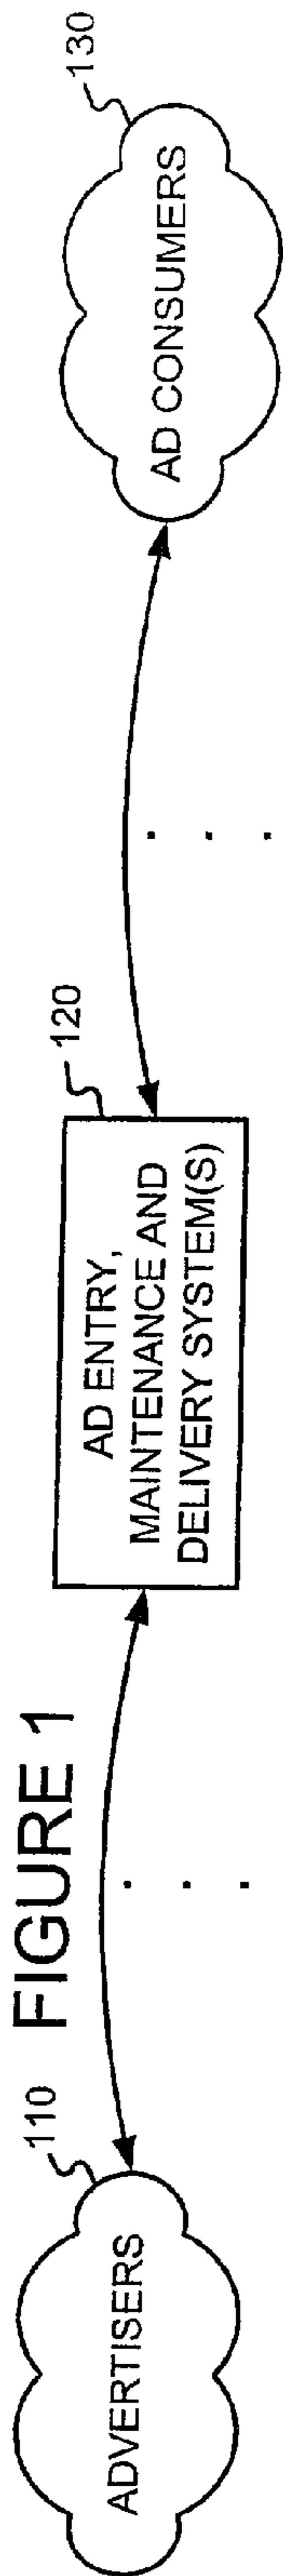 FIGURE 1
110
ADVERTISERS
120
AD ENTRY,
MAINTENANCE AND
DELIVERY SYSTEM(S)
130
AD CONSUMERS